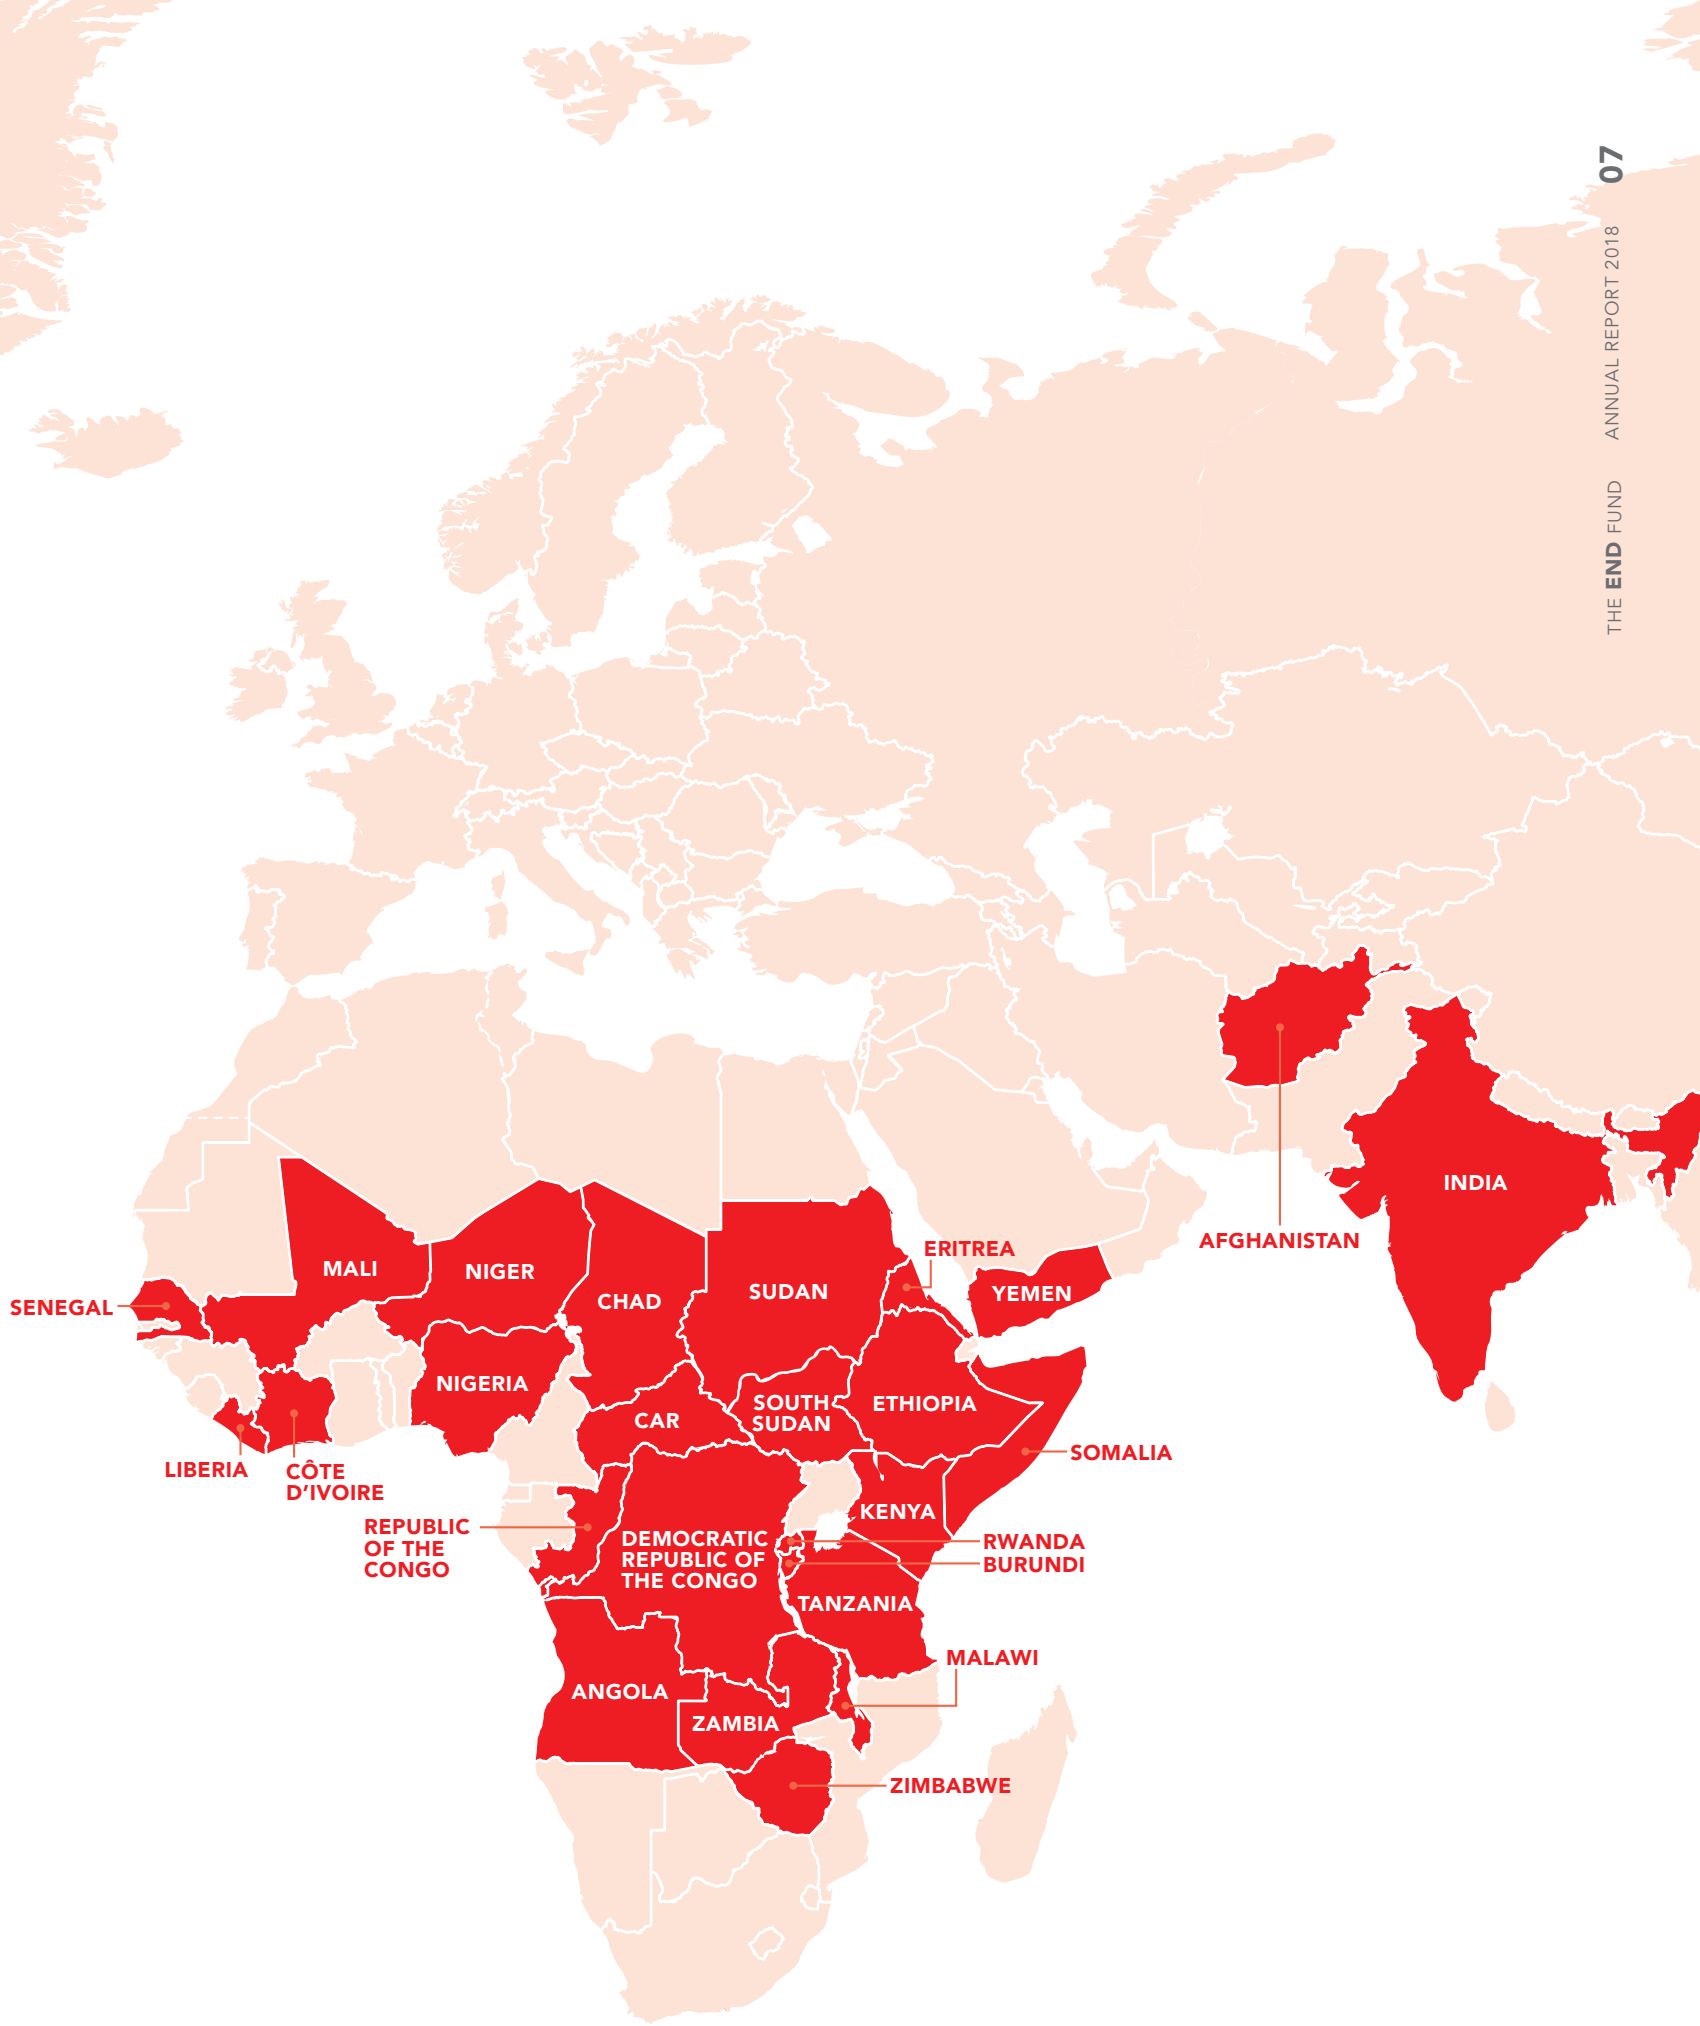 THE END FUND ANNUAL REPORT 2018 07
AFGHANISTAN
INDIA
ERITREA
YEMEN
MALI
NIGER
CHAD
SUDAN
SENEGAL
NIGERIA
CAR
SOUTH
SUDAN
ETHIOPIA
SOMALIA
LIBERIA
CÔTE
D’IVOIRE
REPUBLIC
OF THE
CONGO
DEMOCRATIC
REPUBLIC OF
THE CONGO
KENYA
RWANDA
BURUNDI
TANZANIA
MALAWI
ANGOLA
ZAMBIA
ZIMBABWE